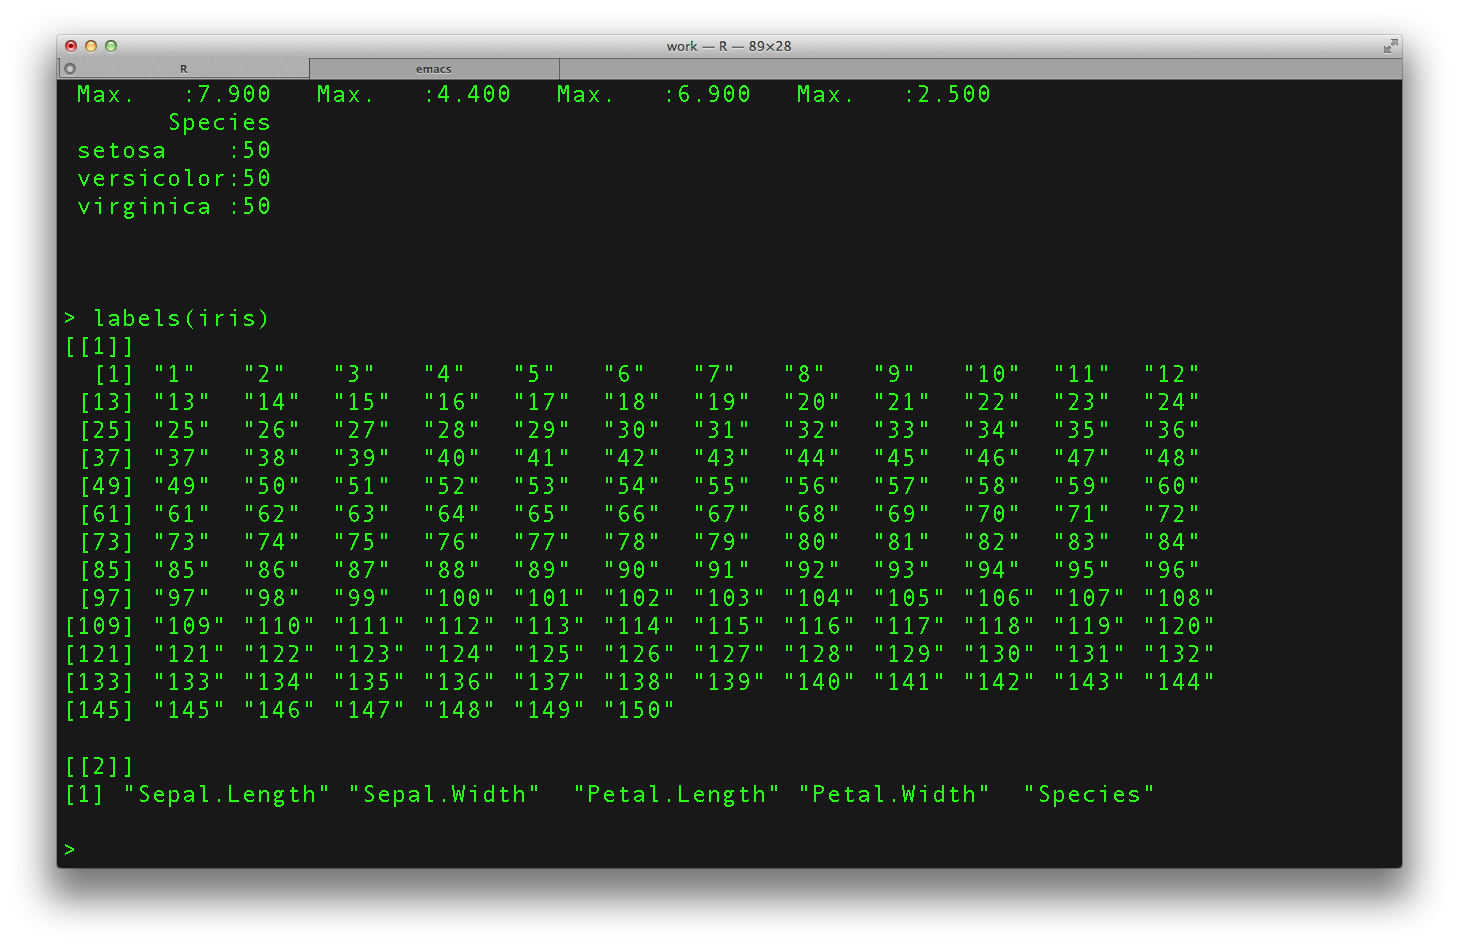 work — R — 89×28
R emacs
 Max.   :7.900   Max.   :4.400   Max.   :6.900   Max.   :2.500
       Species
 setosa    :50
 versicolor:50
 virginica :50
> labels(iris)
[[1]]
  [1] "1"   "2"   "3"   "4"   "5"   "6"   "7"   "8"   "9"   "10"  "11"  "12"
 [13] "13"  "14"  "15"  "16"  "17"  "18"  "19"  "20"  "21"  "22"  "23"  "24"
 [25] "25"  "26"  "27"  "28"  "29"  "30"  "31"  "32"  "33"  "34"  "35"  "36"
 [37] "37"  "38"  "39"  "40"  "41"  "42"  "43"  "44"  "45"  "46"  "47"  "48"
 [49] "49"  "50"  "51"  "52"  "53"  "54"  "55"  "56"  "57"  "58"  "59"  "60"
 [61] "61"  "62"  "63"  "64"  "65"  "66"  "67"  "68"  "69"  "70"  "71"  "72"
 [73] "73"  "74"  "75"  "76"  "77"  "78"  "79"  "80"  "81"  "82"  "83"  "84"
 [85] "85"  "86"  "87"  "88"  "89"  "90"  "91"  "92"  "93"  "94"  "95"  "96"
 [97] "97"  "98"  "99"  "100" "101" "102" "103" "104" "105" "106" "107" "108"
[109] "109" "110" "111" "112" "113" "114" "115" "116" "117" "118" "119" "120"
[121] "121" "122" "123" "124" "125" "126" "127" "128" "129" "130" "131" "132"
[133] "133" "134" "135" "136" "137" "138" "139" "140" "141" "142" "143" "144"
[145] "145" "146" "147" "148" "149" "150"
[[2]]
[1] "Sepal.Length" "Sepal.Width"  "Petal.Length" "Petal.Width"  "Species"
>